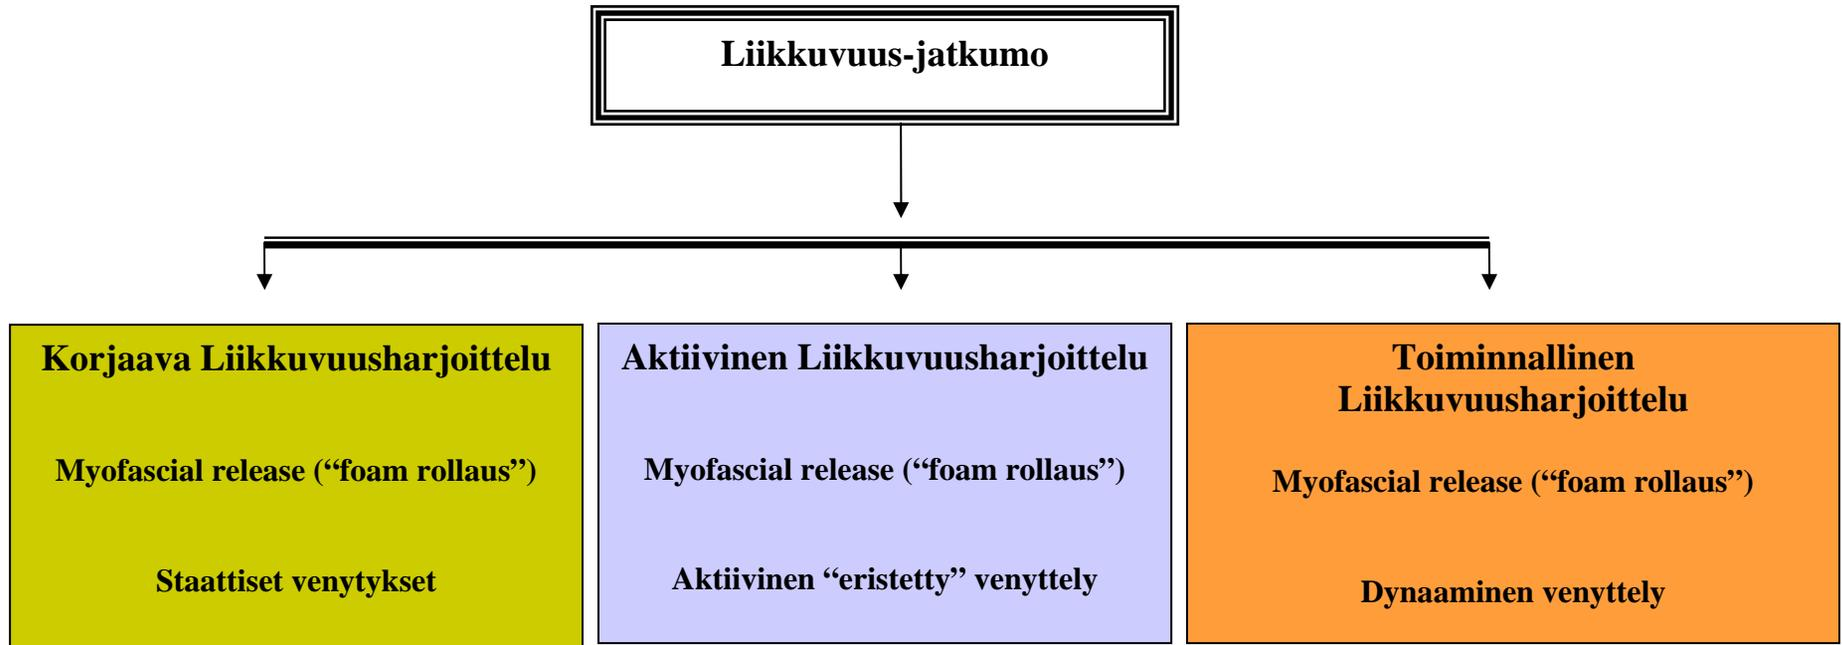 Liikkuvuus-jatkumo
Korjaava Liikkuvuusharjoittelu
Myofascial release (“foam rollaus”)
Staattiset venytykset
Aktiivinen Liikkuvuusharjoittelu
Myofascial release (“foam rollaus”)
Aktiivinen “eristetty” venyttely
Toiminnallinen
Liikkuvuusharjoittelu
Myofascial release (“foam rollaus”)
Dynaaminen venyttely